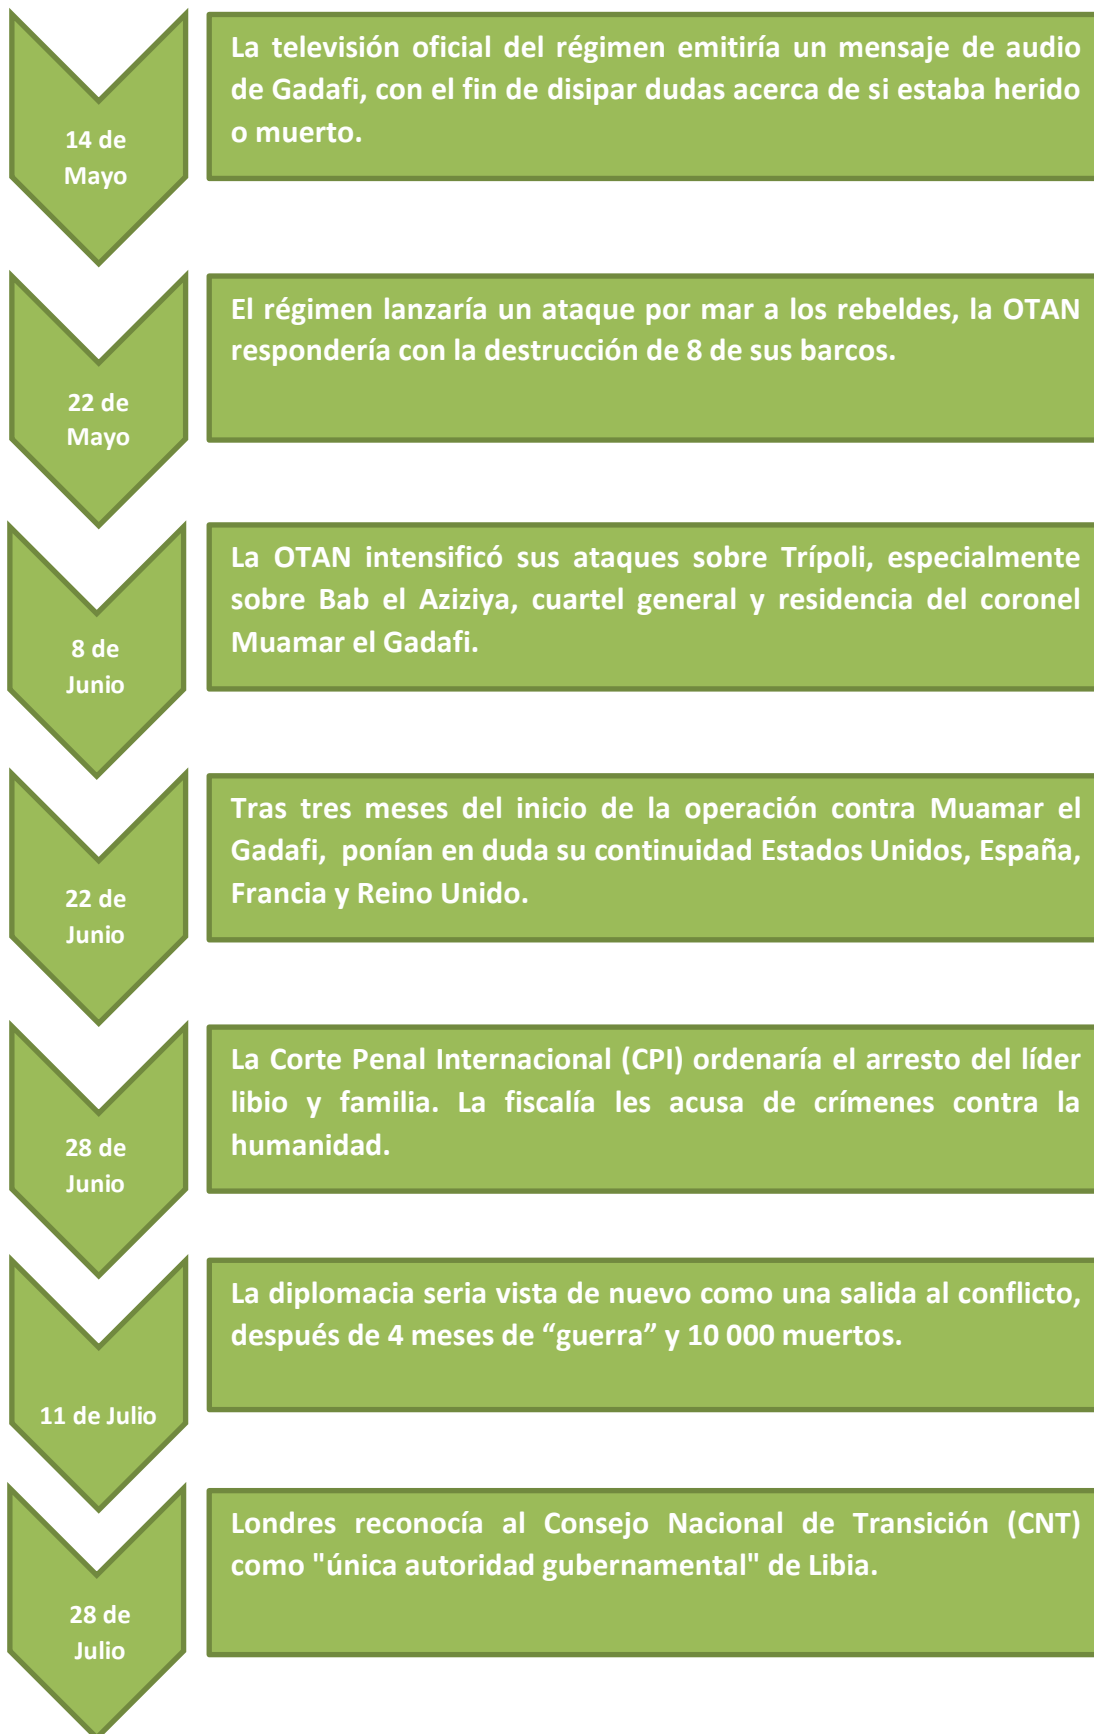 14 de
Mayo
La televisión oficial del régimen emitiría un mensaje de audio
de Gadafi, con el fin de disipar dudas acerca de si estaba herido
o muerto.
22 de
Mayo
El régimen lanzaría un ataque por mar a los rebeldes, la OTAN
respondería con la destrucción de 8 de sus barcos.
8 de
Junio
La OTAN intensificó sus ataques sobre Trípoli, especialmente
sobre Bab el Aziziya, cuartel general y residencia del coronel
Muamar el Gadafi.
22 de
Junio
Tras tres meses del inicio de la operación contra Muamar el
Gadafi, ponían en duda su continuidad Estados Unidos, España,
Francia y Reino Unido.
28 de
Junio
La Corte Penal Internacional (CPI) ordenaría el arresto del líder
libio y familia. La fiscalía les acusa de crímenes contra la
humanidad.
11 de Julio
La diplomacia seria vista de nuevo como una salida al conflicto,
después de 4 meses de “guerra” y 10 000 muertos.
28 de
Julio
Londres reconocía al Consejo Nacional de Transición (CNT)
como "única autoridad gubernamental" de Libia.